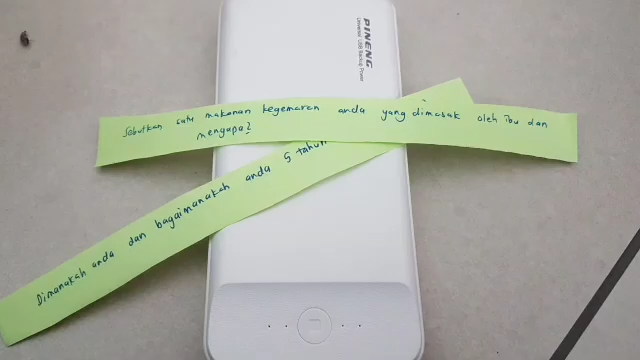 PINENG
Universal USB Backup Power
Sebutkan satu makanan kegemaran anda yang dimasak oleh ibu dan
mengapa?
Dimanakah anda dan bagaimanakah anda 5 tahun